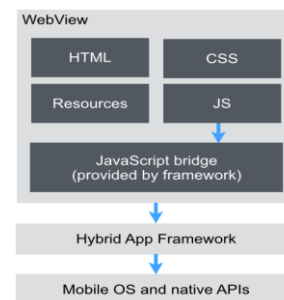 WebView
HTML
CSS
Resources
JS
JavaScript bridge
(provided by framework)
Hybrid App Framework
Mobile OS and native APIs